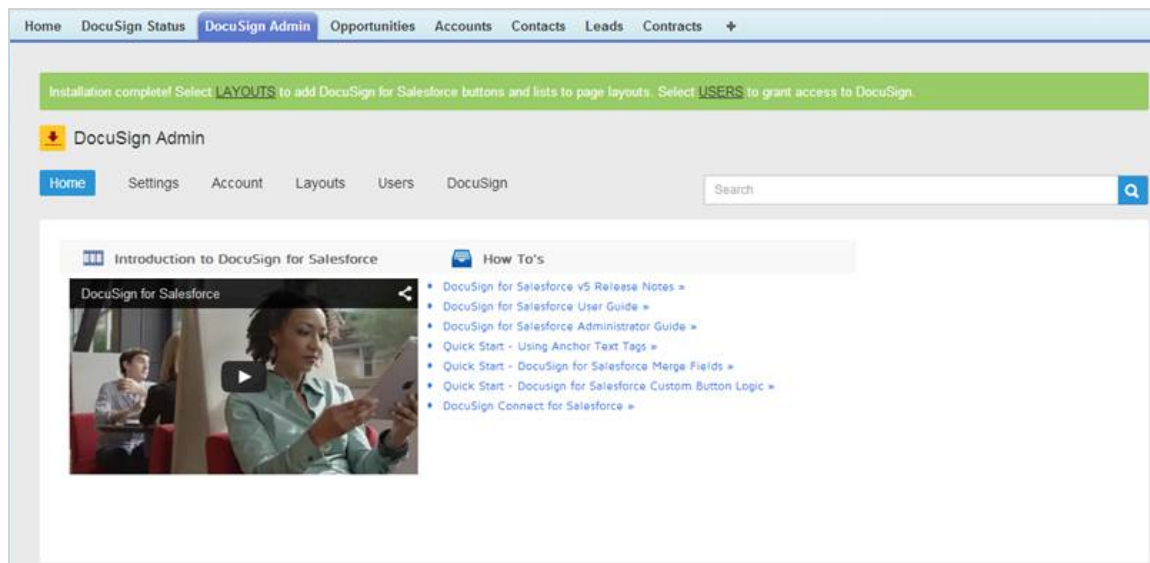 Home DocuSign Status DocuSign Admin Opportunities Accounts Contacts Leads Contracts +
Installation complete! Select LAYOUTS to add DocuSign for Salesforce buttons and lists to page layouts. Select USERS to grant access to DocuSign.
DocuSign Admin
Home Settings Account Layouts Users DocuSign
Search
Introduction to DocuSign for Salesforce How To's
DocuSign for Salesforce
DocuSign for Salesforce v5 Release Notes »
DocuSign for Salesforce User Guide »
DocuSign for Salesforce Administrator Guide »
Quick Start - Using Anchor Text Tags »
Quick Start - DocuSign for Salesforce Merge Fields »
Quick Start - Docusign for Salesforce Custom Button Logic »
DocuSign Connect for Salesforce »